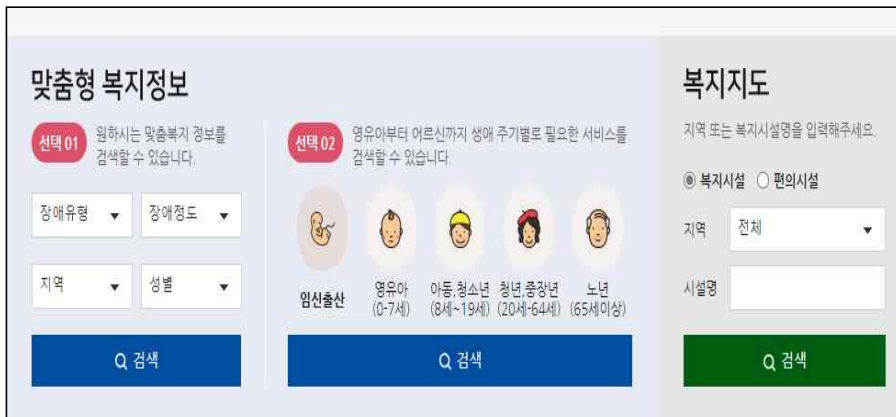 맞춤형 복지정보
선택 01
원하시는 맞춤복지 정보를
검색할 수 있습니다.
장애유형
장애정도
지역
성별
검색
선택 02
영유아부터 어르신까지 생애 주기별로 필요한 서비스를
검색할 수 있습니다.
임신출산
영유아
(0-7세)
아동,청소년
(8세~19세)
청년,중장년
(20세-64세)
노년
(65세이상)
검색
복지지도
지역 또는 복지시설명을 입력해주세요.
복지시설 편의시설
지역 전체
시설명
검색